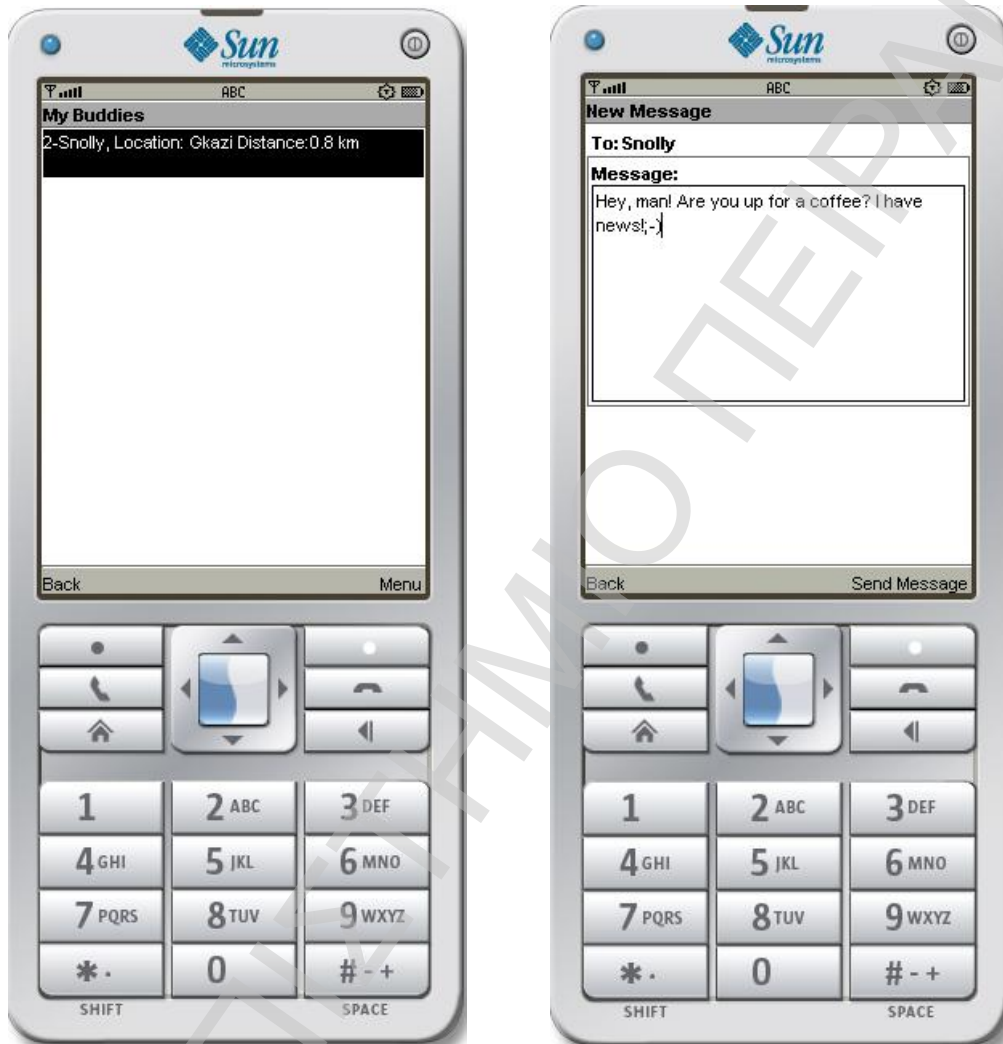 Sun
microsystems
ABC
My Buddies
2-Snolly, Location: Gkazi Distance:0.8 km
Back Menu
1 2 ABC 3 DEF
4 GHI 5 JKL 6 MNO
7 PQRS 8 TUV 9 WXYZ
* . 0 # - +
SHIFT SPACE
Sun
microsystems
ABC
New Message
To: Snolly
Message:
Hey, man! Are you up for a coffee? I have
news!;-)
Back Send Message
1 2 ABC 3 DEF
4 GHI 5 JKL 6 MNO
7 PQRS 8 TUV 9 WXYZ
* . 0 # - +
SHIFT SPACE